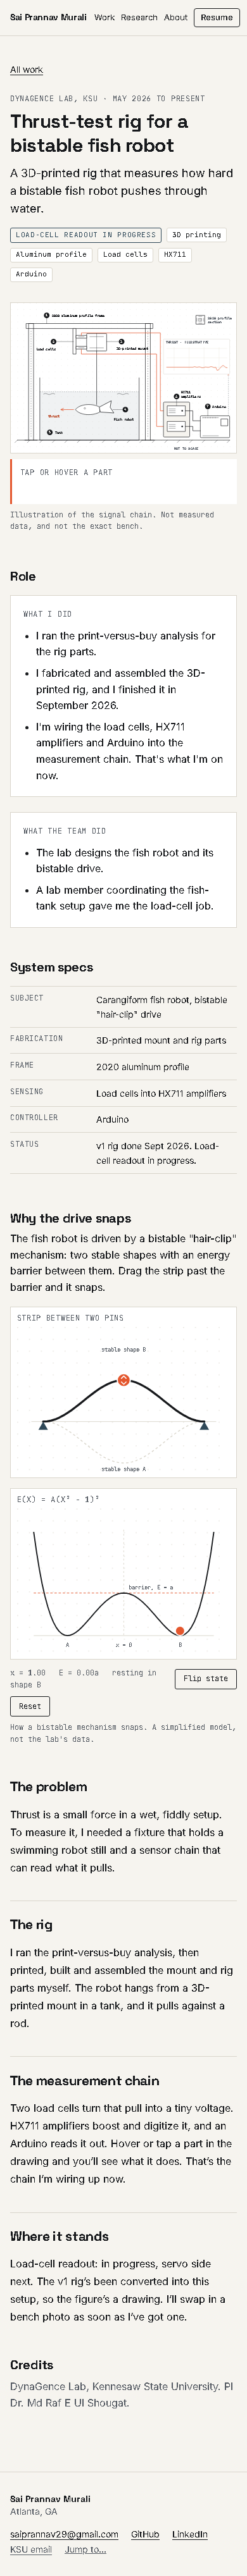 Sai Prannav Murali Work Research About Resume
All work
DYNAGENCE LAB, KSU · MAY 2026 TO PRESENT
Thrust-test rig for a
bistable fish robot
A 3D-printed rig that measures how hard
a bistable fish robot pushes through
water.
LOAD-CELL READOUT IN PROGRESS 3D printing
Aluminum profile Load cells HX711
Arduino
TAP OR HOVER A PART
Illustration of the signal chain. Not measured
data, and not the exact bench.
Role
WHAT I DID
• I ran the print-versus-buy analysis for
the rig parts.
• I fabricated and assembled the 3D-
printed rig, and I finished it in
September 2026.
• I'm wiring the load cells, HX711
amplifiers and Arduino into the
measurement chain. That's what I'm on
now.
WHAT THE TEAM DID
• The lab designs the fish robot and its
bistable drive.
• A lab member coordinating the fish-
tank setup gave me the load-cell job.
System specs
SUBJECT Carangiform fish robot, bistable
"hair-clip" drive
FABRICATION 3D-printed mount and rig parts
FRAME 2020 aluminum profile
SENSING Load cells into HX711 amplifiers
CONTROLLER Arduino
STATUS v1 rig done Sept 2026. Load-
cell readout in progress.
Why the drive snaps
The fish robot is driven by a bistable "hair-clip"
mechanism: two stable shapes with an energy
barrier between them. Drag the strip past the
barrier and it snaps.
STRIP BETWEEN TWO PINS
stable shape B
stable shape A
E(X) = A(X² - 1)²
barrier, E = a
A x = 0 B
x = 1.00 E = 0.00a resting in
shape B
Flip state
Reset
How a bistable mechanism snaps. A simplified model,
not the lab's data.
The problem
Thrust is a small force in a wet, fiddly setup.
To measure it, I needed a fixture that holds a
swimming robot still and a sensor chain that
can read what it pulls.
The rig
I ran the print-versus-buy analysis, then
printed, built and assembled the mount and rig
parts myself. The robot hangs from a 3D-
printed mount in a tank, and it pulls against a
rod.
The measurement chain
Two load cells turn that pull into a tiny voltage.
HX711 amplifiers boost and digitize it, and an
Arduino reads it out. Hover or tap a part in the
drawing and you'll see what it does. That's the
chain I'm wiring up now.
Where it stands
Load-cell readout: in progress, servo side
next. The v1 rig's been converted into this
setup, so the figure's a drawing. I'll swap in a
bench photo as soon as I've got one.
Credits
DynaGence Lab, Kennesaw State University. PI
Dr. Md Raf E Ul Shougat.
Sai Prannav Murali
Atlanta, GA
saiprannav29@gmail.com GitHub LinkedIn
KSU email Jump to...